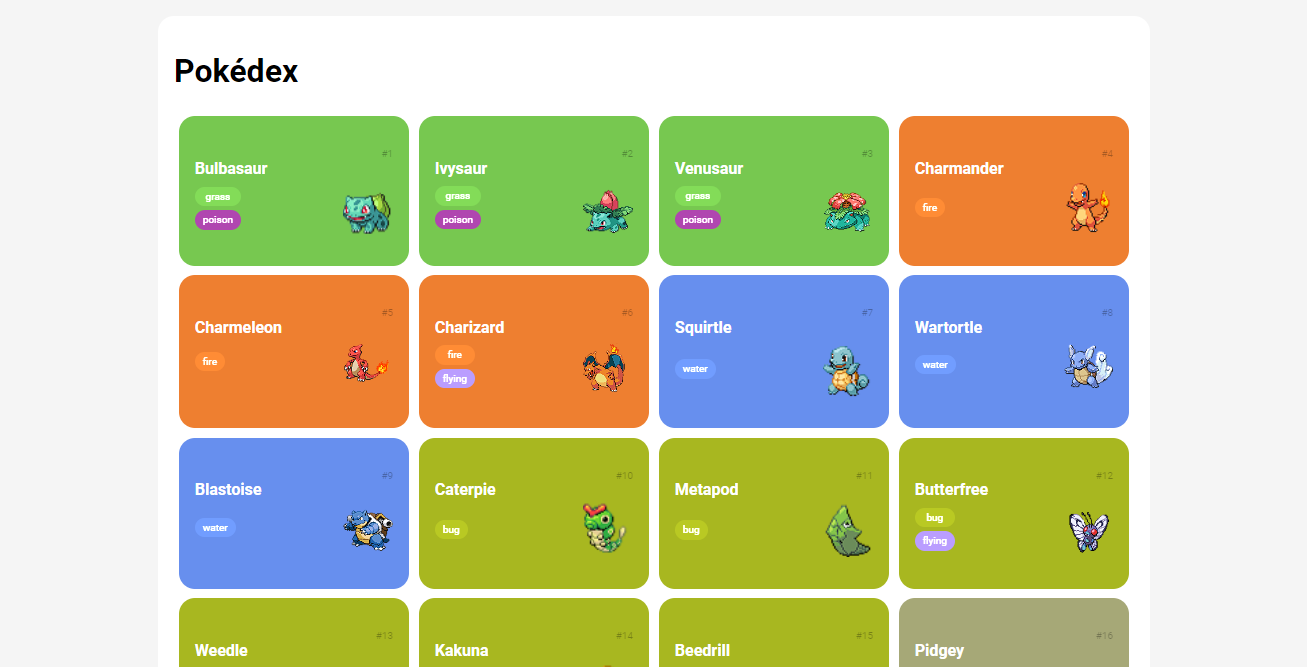 Pokédex
#1
Bulbasaur
grass
poison
#2
Ivysaur
grass
poison
#3
Venusaur
grass
poison
#4
Charmander
fire
#5
Charmeleon
fire
#6
Charizard
fire
flying
#7
Squirtle
water
#8
Wartortle
water
#9
Blastoise
water
#10
Caterpie
bug
#11
Metapod
bug
#12
Butterfree
bug
flying
#13
Weedle
#14
Kakuna
#15
Beedrill
#16
Pidgey